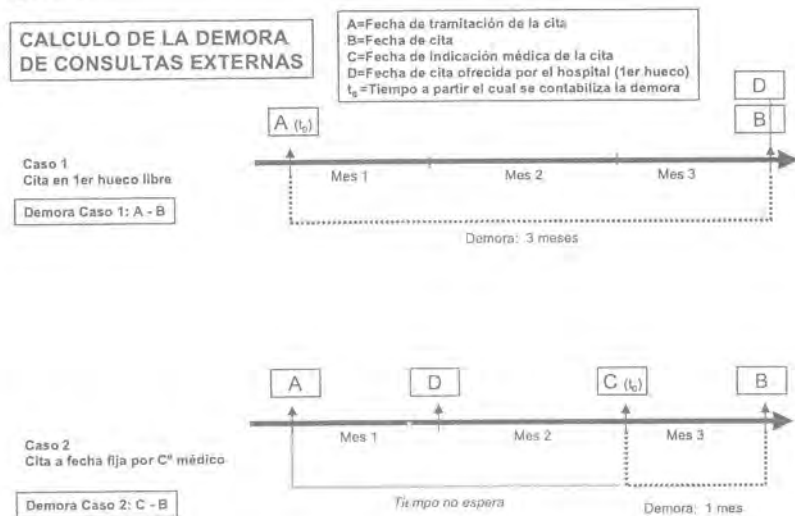 CALCULO DE LA DEMORA
DE CONSULTAS EXTERNAS
A=Fecha de tramitación de la cita
B=Fecha de cita
C=Fecha de Indicación médica de la cita
D=Fecha de cita ofrecida por el hospital (1er hueco)
t₀=Tiempo a partir el cual se contabiliza la demora
A (t₀)
D
B
Caso 1
Cita en 1er hueco libre
Mes 1
Mes 2
Mes 3
Demora Caso 1: A - B
Demora: 3 meses
A
D
C (t₀)
B
Caso 2
Cita a fecha fija por Cº médico
Mes 1
Mes 2
Mes 3
Demora Caso 2: C - B
Tiempo no espera
Demora: 1 mes